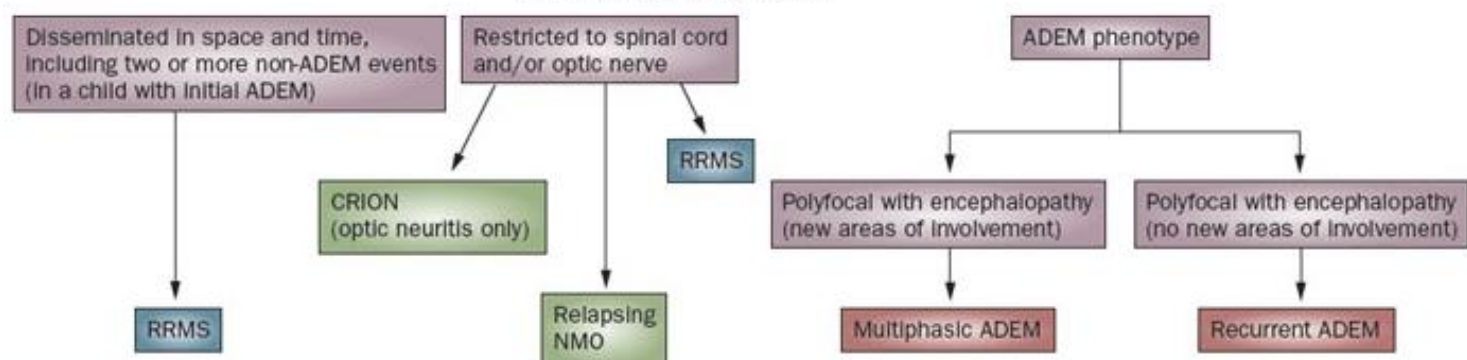 Disseminated in space and time,
including two or more non-ADEM events
(in a child with initial ADEM)
Restricted to spinal cord
and/or optic nerve
ADEM phenotype
RRMS
CRION
(optic neuritis only)
Polyfocal with encephalopathy
(new areas of involvement)
Polyfocal with encephalopathy
(no new areas of involvement)
RRMS
Relapsing
NMO
Multiphasic ADEM
Recurrent ADEM